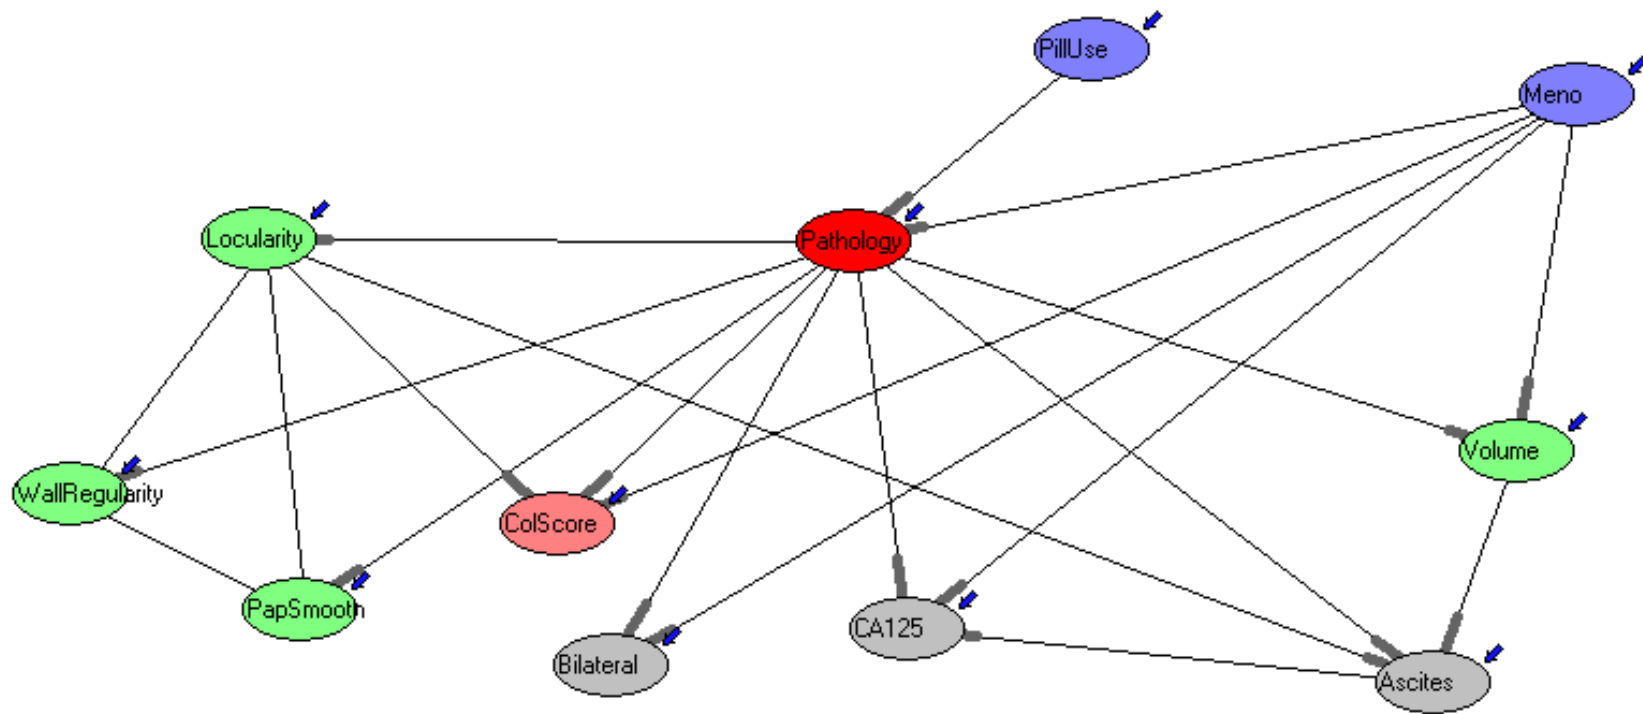 PillUse
Meno
Locularity
Pathology
Volume
WallRegularity
ColScore
PapSmooth
CA125
Bilateral
Ascites